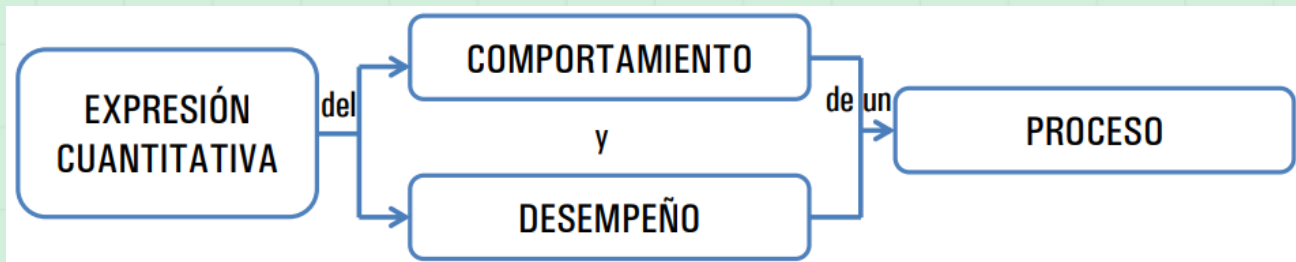 EXPRESIÓN
CUANTITATIVA
del
COMPORTAMIENTO
y
DESEMPEÑO
de un
PROCESO